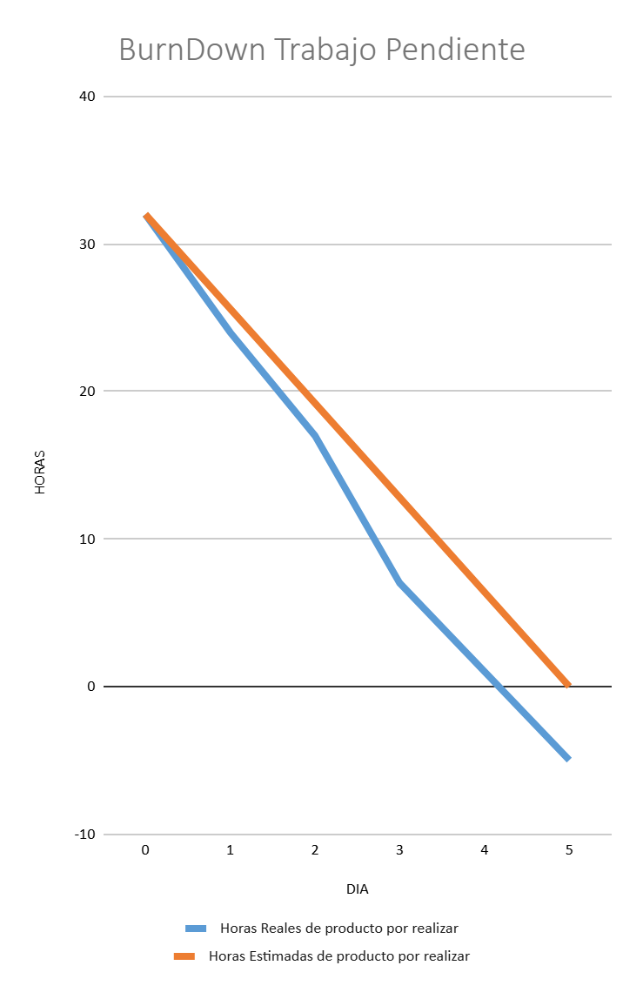 BurnDown Trabajo Pendiente
40
30
20
10
0
-10
HORAS
0 1 2 3 4 5
DIA
Horas Reales de producto por realizar
Horas Estimadas de producto por realizar